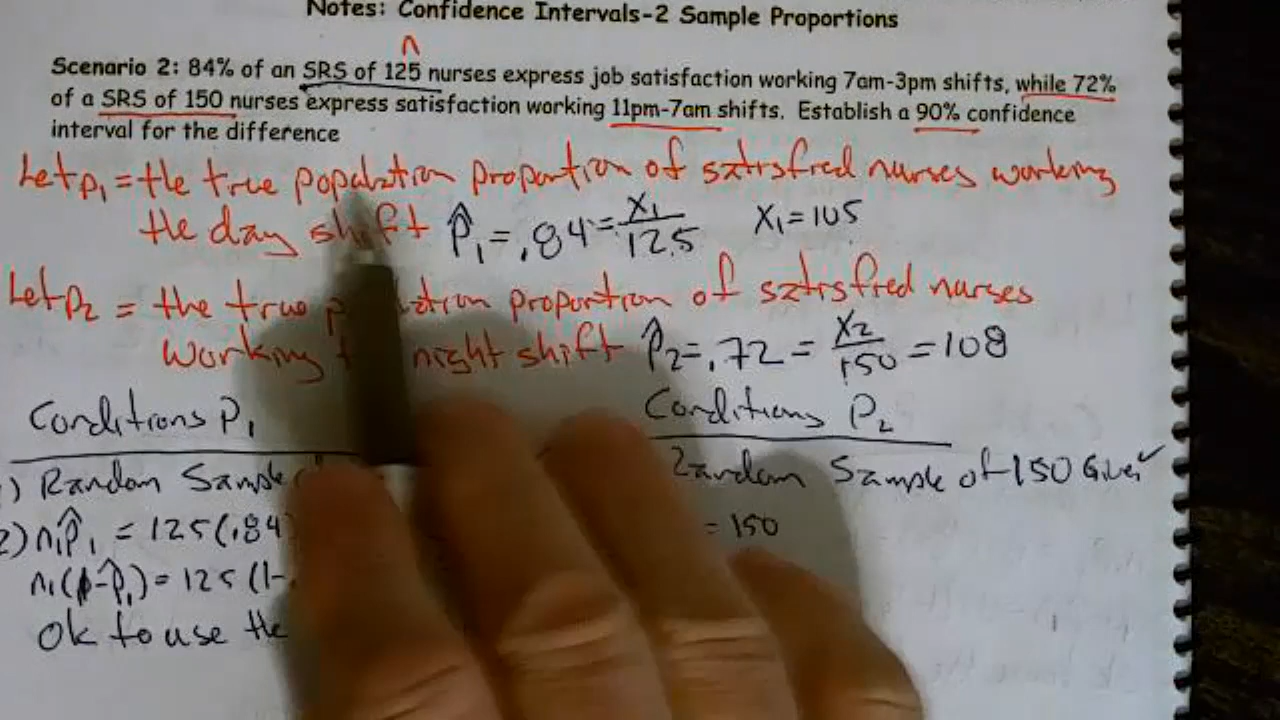 Notes: Confidence Intervals-2 Sample Proportions
n
Scenario 2: 84% of an SRS of 125 nurses express job satisfaction working 7am-3pm shifts, while 72%
of a SRS of 150 nurses express satisfaction working 11pm-7am shifts. Establish a 90% confidence
interval for the difference
Let p₁ = the true population proportion of satisfied nurses working
the day shift p̂₁ = .84 = X₁/125 X₁ = 105
Let p₂ = the true population proportion of satisfied nurses
working night shift p̂₂ = .72 = X₂/150 = 108
Conditions P₁ Conditions P₂
1) Random Sample Random Sample of 150 Given ✓
2) n₁p̂₁ = 125(.84) = 150
n₁(1-p̂₁) = 125(1-.
Ok to use the